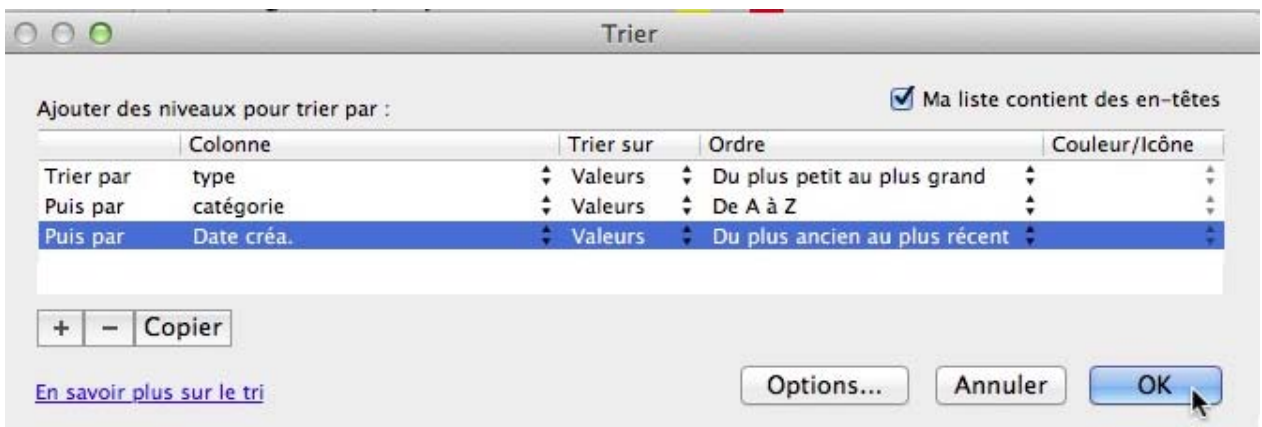 Trier
Ajouter des niveaux pour trier par :
Ma liste contient des en-têtes
Colonne Trier sur Ordre Couleur/Icône
Trier par type Valeurs Du plus petit au plus grand
Puis par catégorie Valeurs De A à Z
Puis par Date créa. Valeurs Du plus ancien au plus récent
+ − Copier
En savoir plus sur le tri
Options... Annuler OK